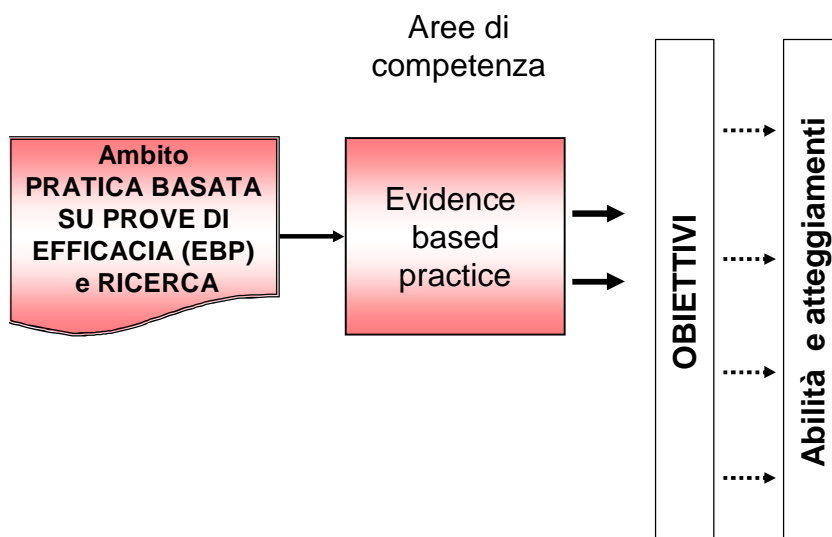 Aree di
competenza
Ambito
PRATICA BASATA
SU PROVE DI
EFFICACIA (EBP)
e RICERCA
Evidence
based
practice
OBIETTIVI
Abilità e atteggiamenti